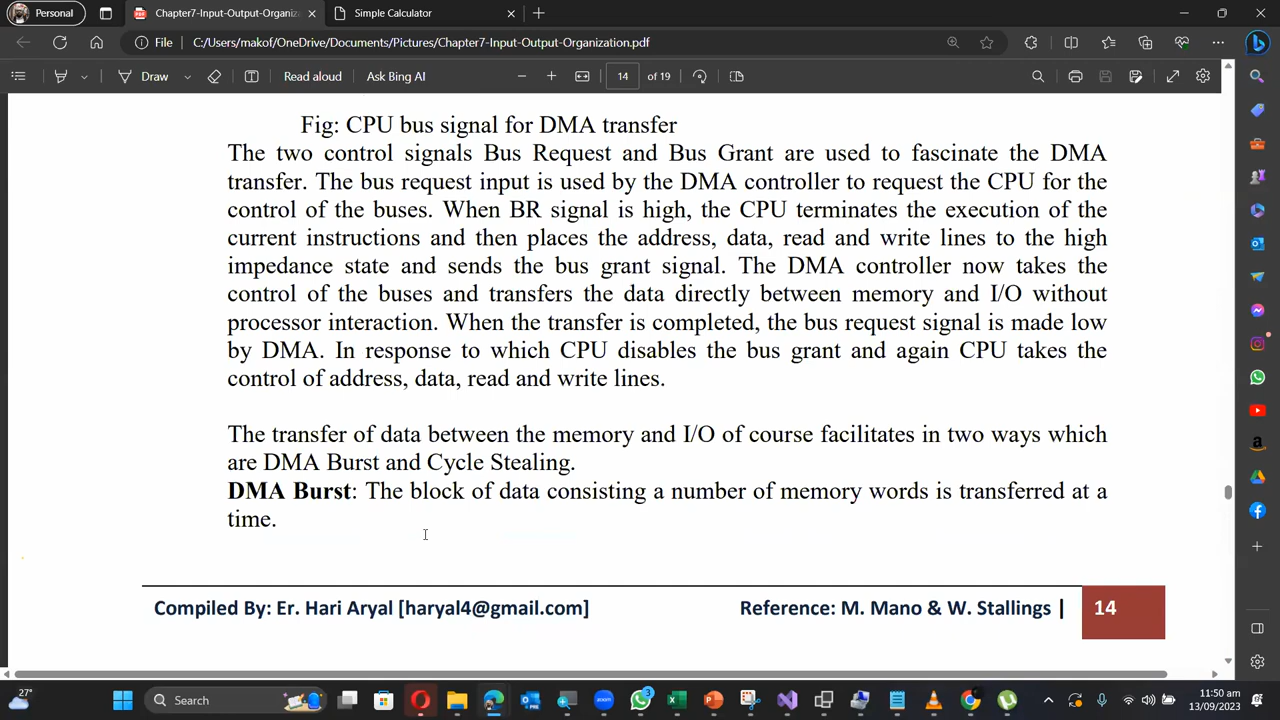 Personal
Chapter7-Input-Output-Organiza
Simple Calculator
File
C:/Users/makof/OneDrive/Documents/Pictures/Chapter7-Input-Output-Organization.pdf
Draw
Read aloud
Ask Bing AI
14
of 19
Fig: CPU bus signal for DMA transfer
The two control signals Bus Request and Bus Grant are used to fascinate the DMA
transfer. The bus request input is used by the DMA controller to request the CPU for the
control of the buses. When BR signal is high, the CPU terminates the execution of the
current instructions and then places the address, data, read and write lines to the high
impedance state and sends the bus grant signal. The DMA controller now takes the
control of the buses and transfers the data directly between memory and I/O without
processor interaction. When the transfer is completed, the bus request signal is made low
by DMA. In response to which CPU disables the bus grant and again CPU takes the
control of address, data, read and write lines.
The transfer of data between the memory and I/O of course facilitates in two ways which
are DMA Burst and Cycle Stealing.
DMA Burst: The block of data consisting a number of memory words is transferred at a
time.
Compiled By: Er. Hari Aryal [haryal4@gmail.com]
Reference: M. Mano & W. Stallings |
14
27°
Search
3
11:50 am
13/09/2023